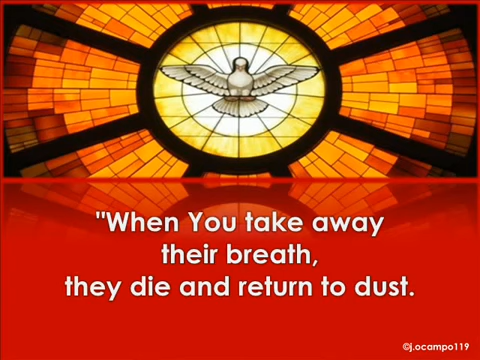 "When You take away
their breath,
they die and return to dust.
©j.ocampo119